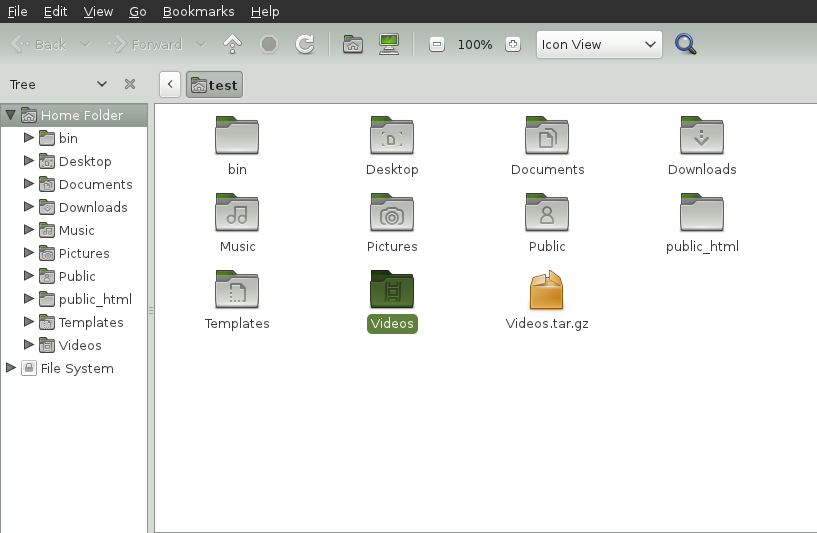 File Edit View Go Bookmarks Help
Back Forward 100% Icon View
Tree
test
Home Folder
bin
Desktop
Documents
Downloads
Music
Pictures
Public
public_html
Templates
Videos
File System
bin Desktop Documents Downloads
Music Pictures Public public_html
Templates Videos Videos.tar.gz